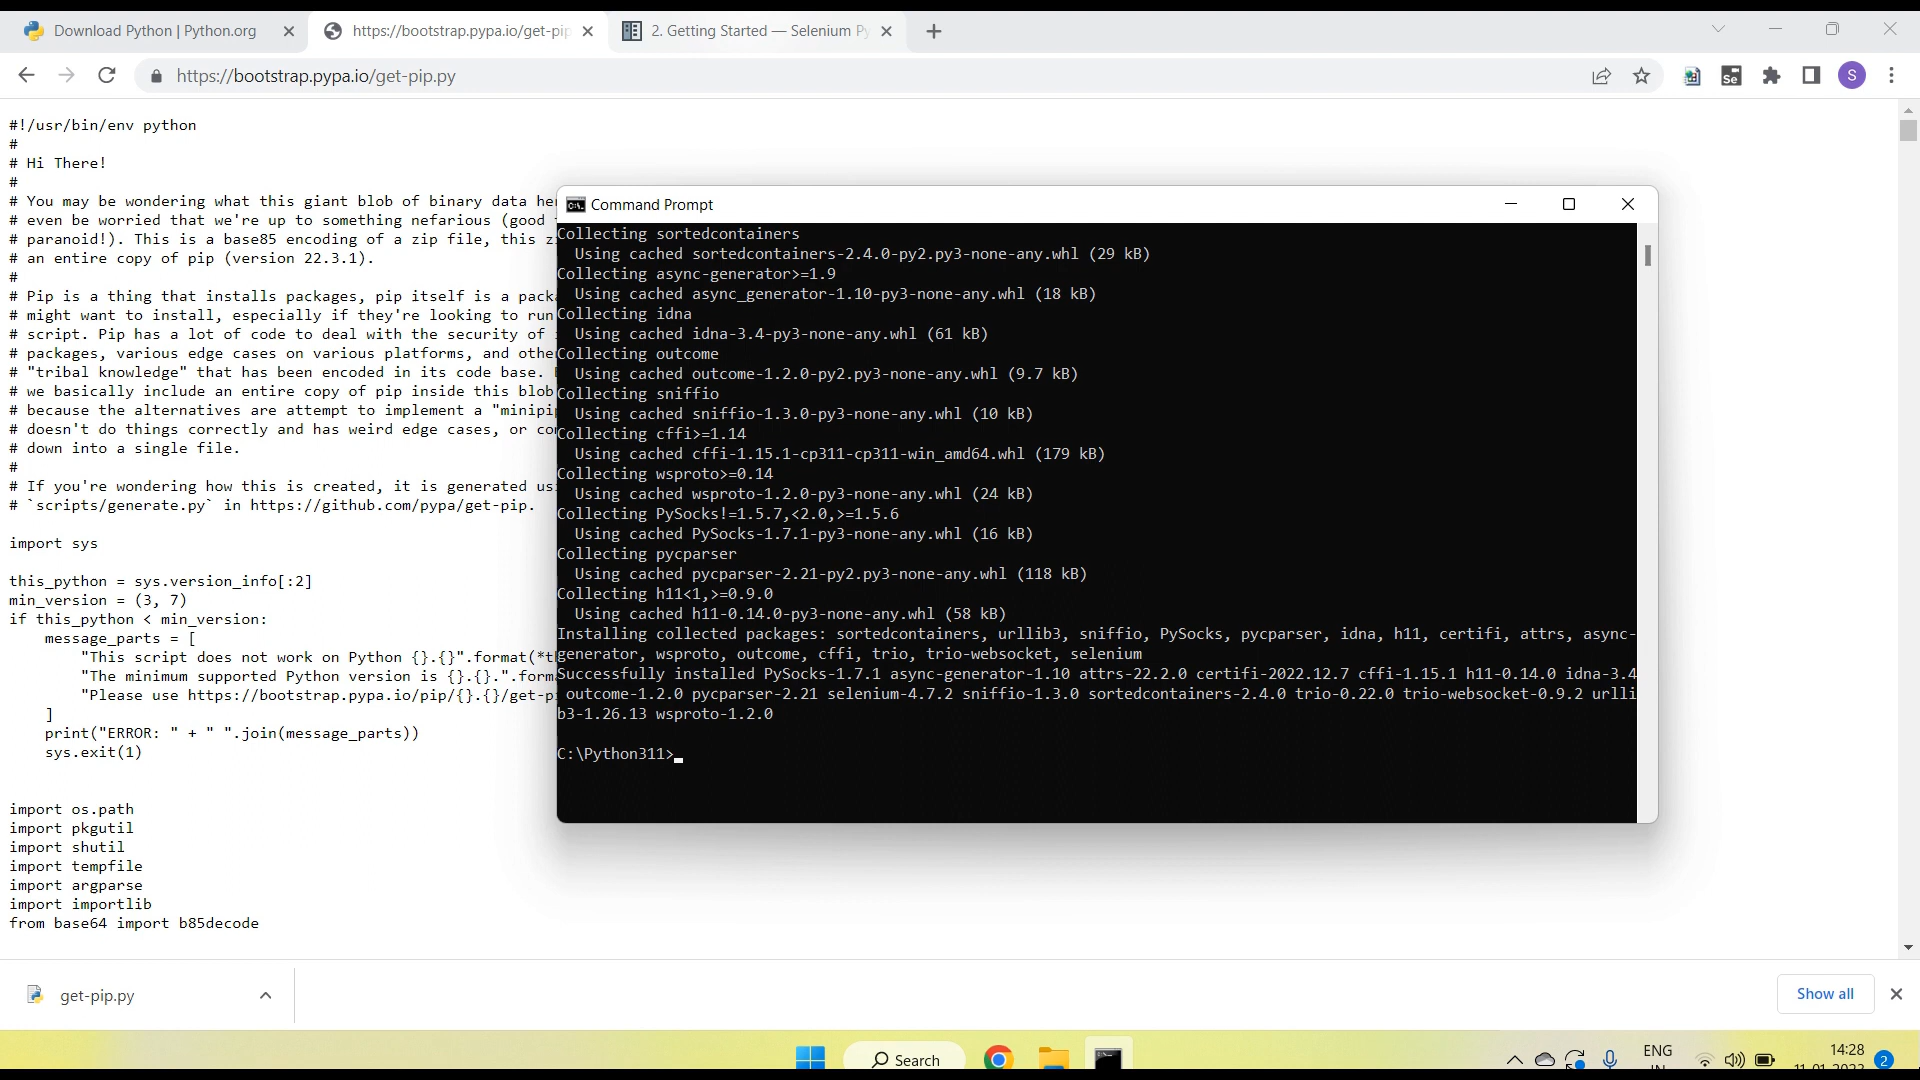 Download Python | Python.org
https://bootstrap.pypa.io/get-pip
2. Getting Started — Selenium Py
https://bootstrap.pypa.io/get-pip.py
Se
S
#!/usr/bin/env python
#
# Hi There!
#
# You may be wondering what this giant blob of binary data he
# even be worried that we're up to something nefarious (good
# paranoid!). This is a base85 encoding of a zip file, this z
# an entire copy of pip (version 22.3.1).
#
# Pip is a thing that installs packages, pip itself is a pack
# might want to install, especially if they're looking to run
# script. Pip has a lot of code to deal with the security of
# packages, various edge cases on various platforms, and othe
# "tribal knowledge" that has been encoded in its code base.
# we basically include an entire copy of pip inside this blob
# because the alternatives are attempt to implement a "minipi
# doesn't do things correctly and has weird edge cases, or co
# down into a single file.
#
# If you're wondering how this is created, it is generated us
# `scripts/generate.py` in https://github.com/pypa/get-pip.
import sys
this_python = sys.version_info[:2]
min_version = (3, 7)
if this_python < min_version:
message_parts = [
"This script does not work on Python {}.{}".format(*t
"The minimum supported Python version is {}.{}.".form
"Please use https://bootstrap.pypa.io/pip/{}.{}/get-p
]
print("ERROR: " + " ".join(message_parts))
sys.exit(1)
import os.path
import pkgutil
import shutil
import tempfile
import argparse
import importlib
from base64 import b85decode
Command Prompt
Collecting sortedcontainers
Using cached sortedcontainers-2.4.0-py2.py3-none-any.whl (29 kB)
Collecting async-generator>=1.9
Using cached async_generator-1.10-py3-none-any.whl (18 kB)
Collecting idna
Using cached idna-3.4-py3-none-any.whl (61 kB)
Collecting outcome
Using cached outcome-1.2.0-py2.py3-none-any.whl (9.7 kB)
Collecting sniffio
Using cached sniffio-1.3.0-py3-none-any.whl (10 kB)
Collecting cffi>=1.14
Using cached cffi-1.15.1-cp311-cp311-win_amd64.whl (179 kB)
Collecting wsproto>=0.14
Using cached wsproto-1.2.0-py3-none-any.whl (24 kB)
Collecting PySocks!=1.5.7,<2.0,>=1.5.6
Using cached PySocks-1.7.1-py3-none-any.whl (16 kB)
Collecting pycparser
Using cached pycparser-2.21-py2.py3-none-any.whl (118 kB)
Collecting h11<1,>=0.9.0
Using cached h11-0.14.0-py3-none-any.whl (58 kB)
Installing collected packages: sortedcontainers, urllib3, sniffio, PySocks, pycparser, idna, h11, certifi, attrs, async-
generator, wsproto, outcome, cffi, trio, trio-websocket, selenium
Successfully installed PySocks-1.7.1 async-generator-1.10 attrs-22.2.0 certifi-2022.12.7 cffi-1.15.1 h11-0.14.0 idna-3.4
outcome-1.2.0 pycparser-2.21 selenium-4.7.2 sniffio-1.3.0 sortedcontainers-2.4.0 trio-0.22.0 trio-websocket-0.9.2 urlli
b3-1.26.13 wsproto-1.2.0
C:\Python311>
get-pip.py
Show all
Search
ENG
14:28
2